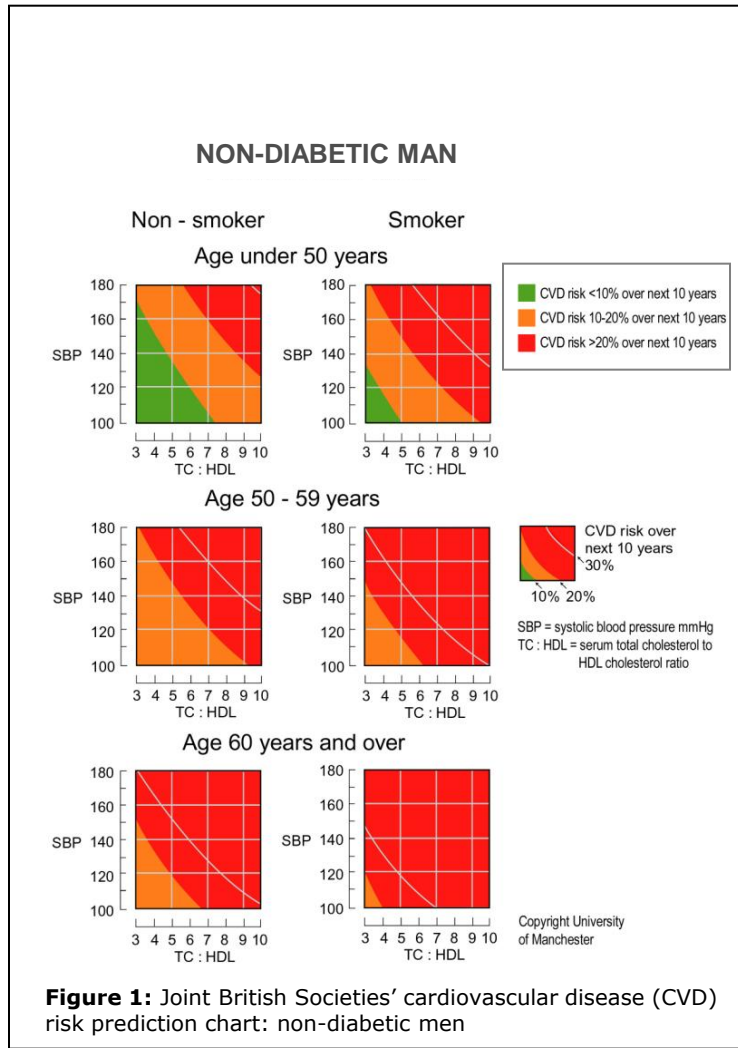 NON-DIABETIC MAN
Non - smoker Smoker
Age under 50 years
180
160
SBP 140
120
100
3 4 5 6 7 8 9 10
TC : HDL
180
160
SBP 140
120
100
3 4 5 6 7 8 9 10
TC : HDL
CVD risk <10% over next 10 years
CVD risk 10-20% over next 10 years
CVD risk >20% over next 10 years
Age 50 - 59 years
180
160
SBP 140
120
100
3 4 5 6 7 8 9 10
TC : HDL
180
160
SBP 140
120
100
3 4 5 6 7 8 9 10
TC : HDL
CVD risk over
next 10 years
30%
10% 20%
SBP = systolic blood pressure mmHg
TC : HDL = serum total cholesterol to
HDL cholesterol ratio
Age 60 years and over
180
160
SBP 140
120
100
3 4 5 6 7 8 9 10
TC : HDL
180
160
SBP 140
120
100
3 4 5 6 7 8 9 10
TC : HDL
Copyright University
of Manchester
Figure 1: Joint British Societies’ cardiovascular disease (CVD)
risk prediction chart: non-diabetic men